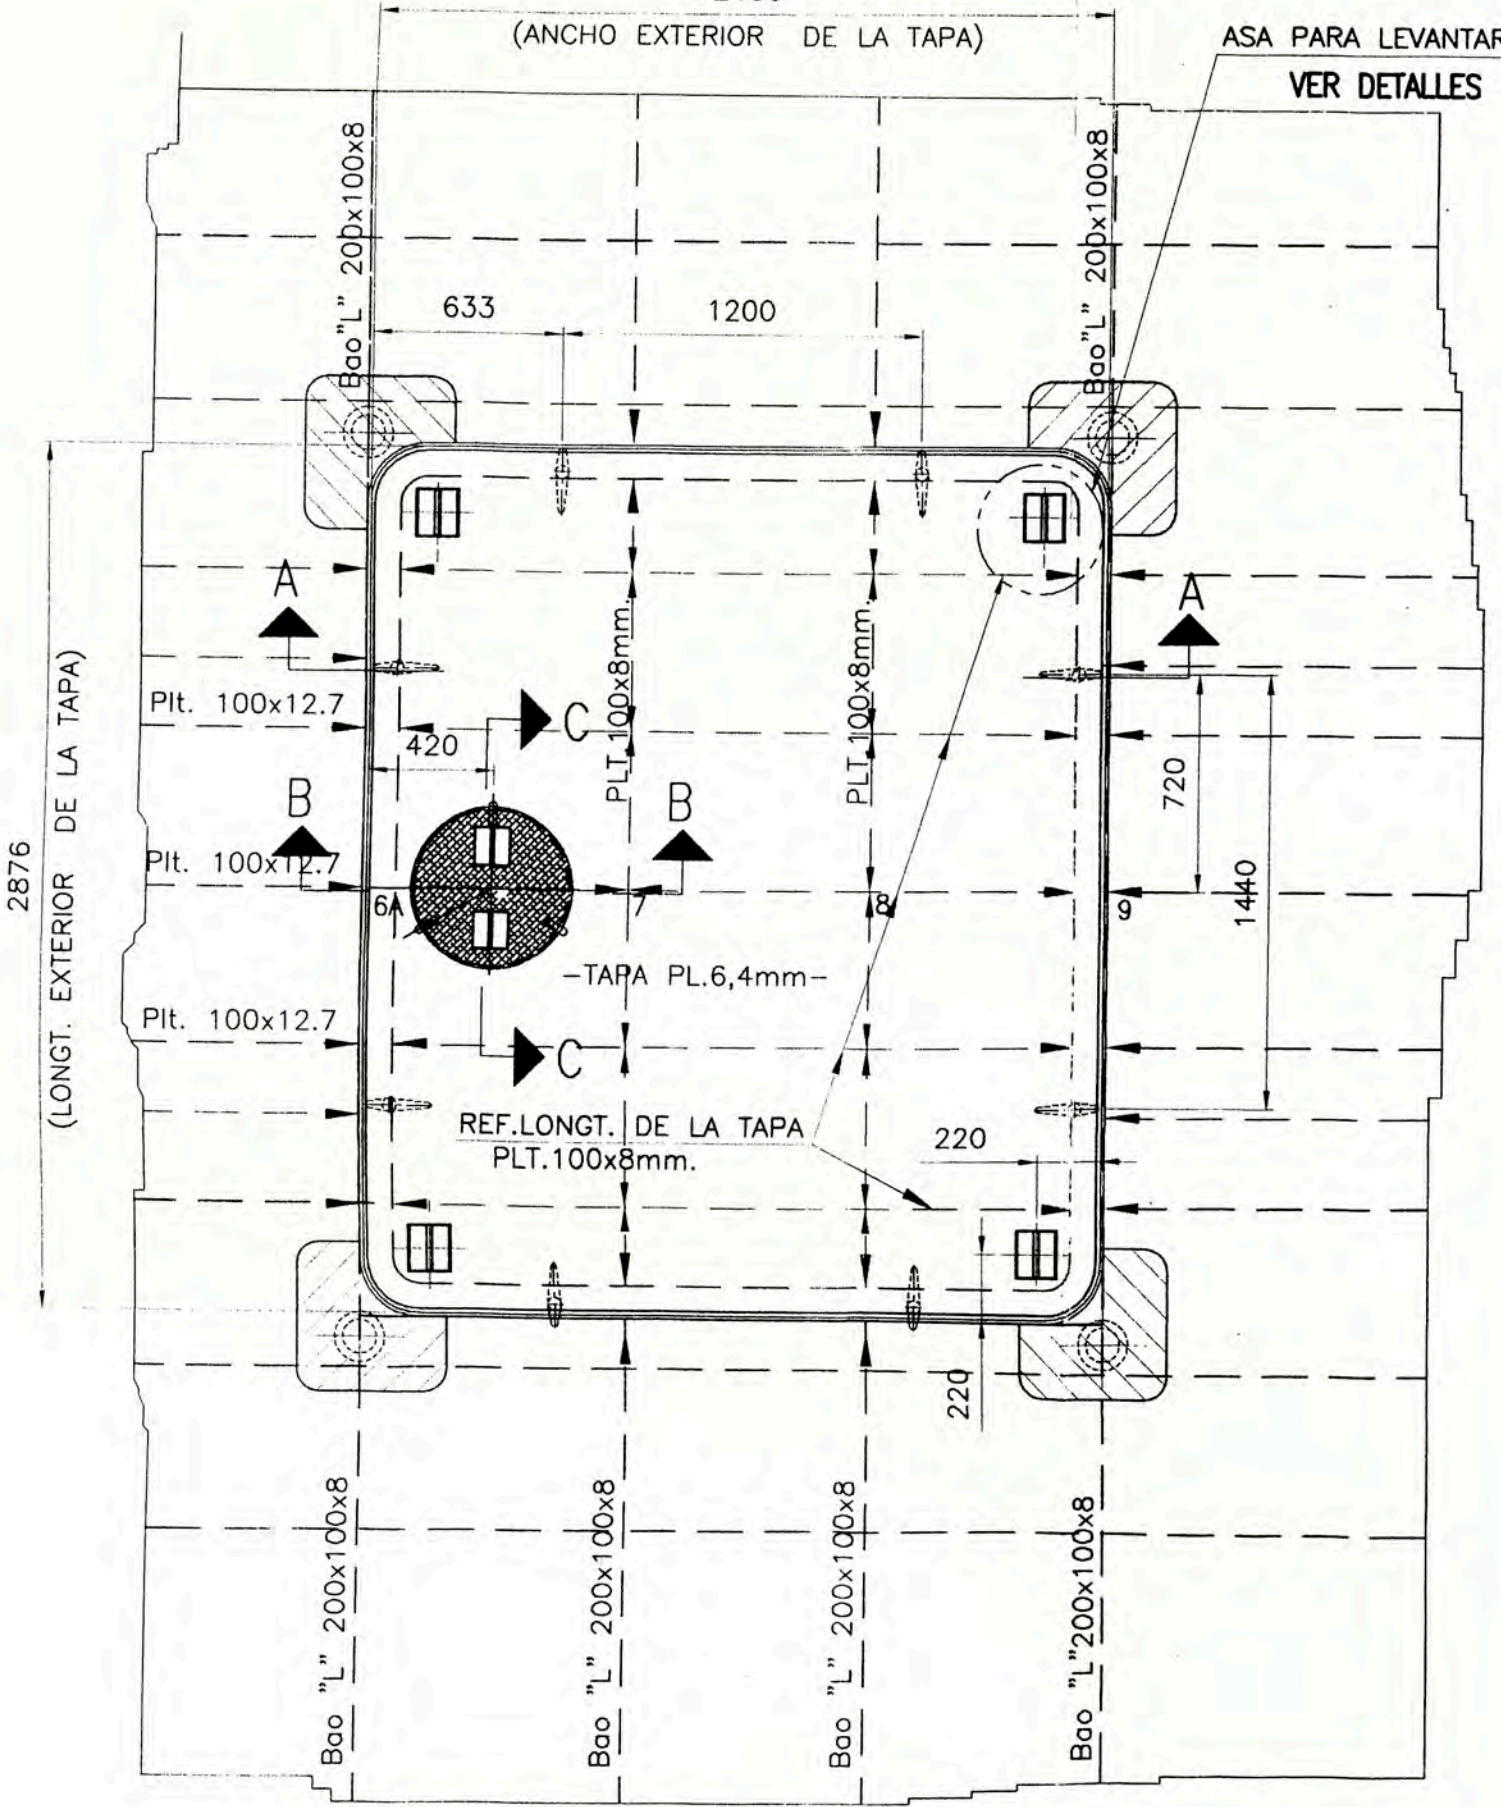 (ANCHO EXTERIOR DE LA TAPA)
ASA PARA LEVANTAR
VER DETALLES
Bao "L" 200x100x8
Bao "L" 200x100x8
633
1200
A
A
Plt. 100x12.7
C
420
PLT.100x8mm.
PLT.100x8mm.
720
1440
2876
(LONGT. EXTERIOR DE LA TAPA)
B
B
Plt. 100x12.7
6A
7
8
9
-TAPA PL.6,4mm-
Plt. 100x12.7
C
REF.LONGT. DE LA TAPA
PLT.100x8mm.
220
220
Bao "L" 200x100x8
Bao "L" 200x100x8
Bao "L" 200x100x8
Bao "L"200x100x8